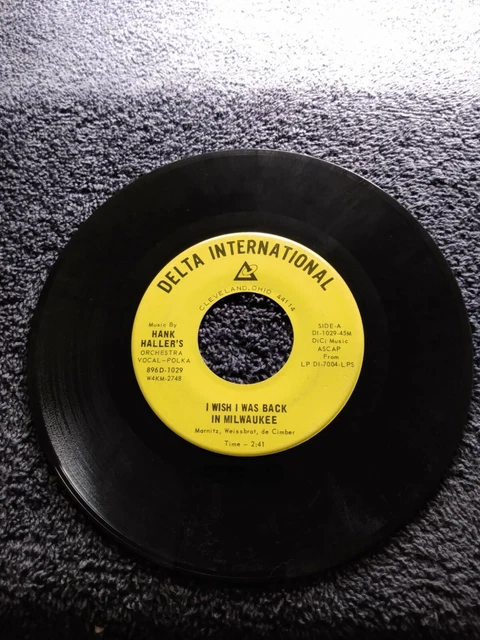 DELTA INTERNATIONAL
CLEVELAND, OHIO 44114
Music By
HANK
HALLER'S
ORCHESTRA
VOCAL-POLKA
896D-1029
W4KM-2748
SIDE-A
DI-1029-45M
DiCi Music
ASCAP
From
LP DI-7004-LPS
I WISH I WAS BACK
IN MILWAUKEE
Marnitz, Weissbrat, de Cimber
Time - 2:41